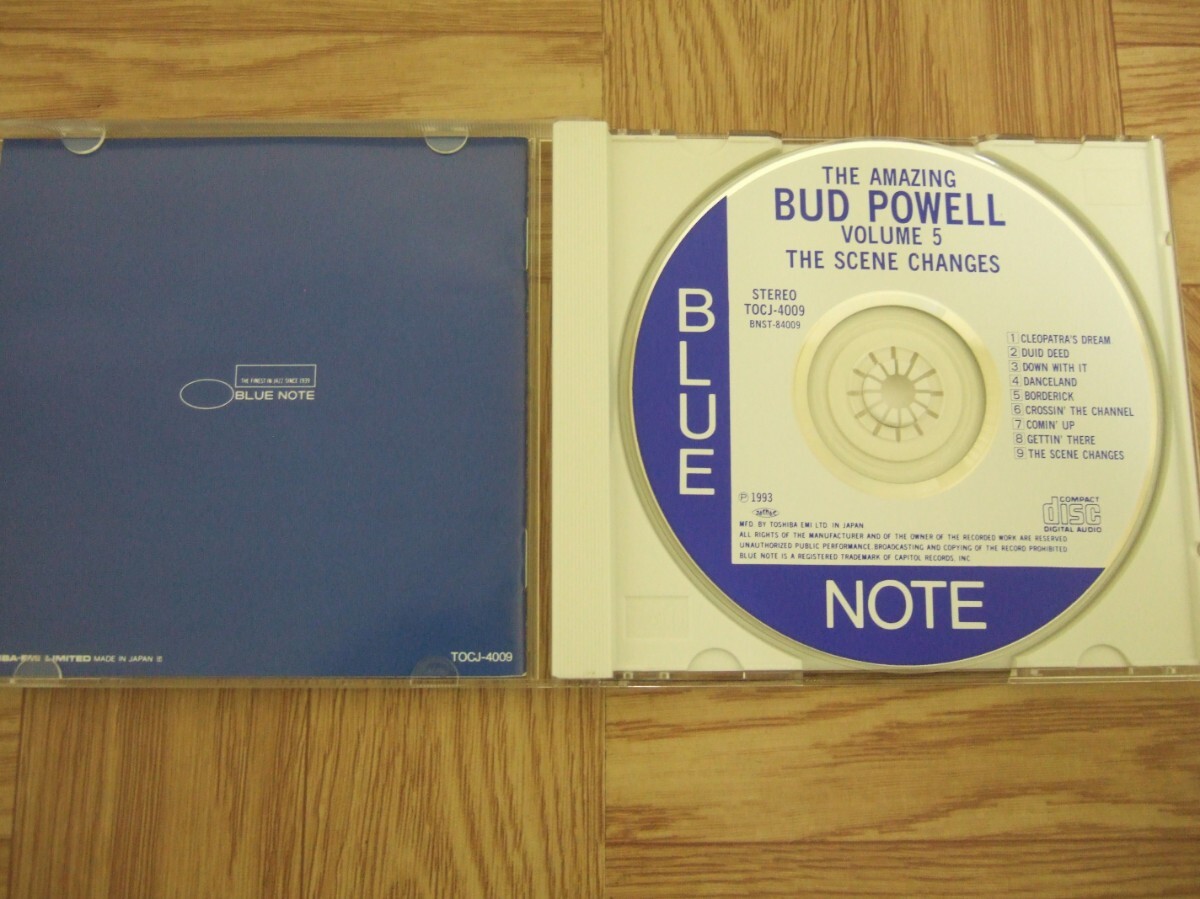 THE FINEST IN JAZZ SINCE 1939
BLUE NOTE
LIMITED MADE IN JAPAN
TOCJ-4009
THE AMAZING
BUD POWELL
VOLUME 5
THE SCENE CHANGES
STEREO
TOCJ-4009
BNST-84009
1 CLEOPATRA'S DREAM
2 DUID DEED
3 DOWN WITH IT
4 DANCELAND
5 BORDERICK
6 CROSSIN' THE CHANNEL
7 COMIN' UP
8 GETTIN' THERE
9 THE SCENE CHANGES
Ⓟ 1993
COMPACT
disc
DIGITAL AUDIO
MFD. BY TOSHIBA EMI LTD. IN JAPAN
ALL RIGHTS OF THE MANUFACTURER AND OF THE OWNER OF THE RECORDED WORK ARE RESERVED
UNAUTHORIZED PUBLIC PERFORMANCE, BROADCASTING AND COPYING OF THE RECORD PROHIBITED
BLUE NOTE IS A REGISTERED TRADEMARK OF CAPITOL RECORDS, INC
BLUE
NOTE